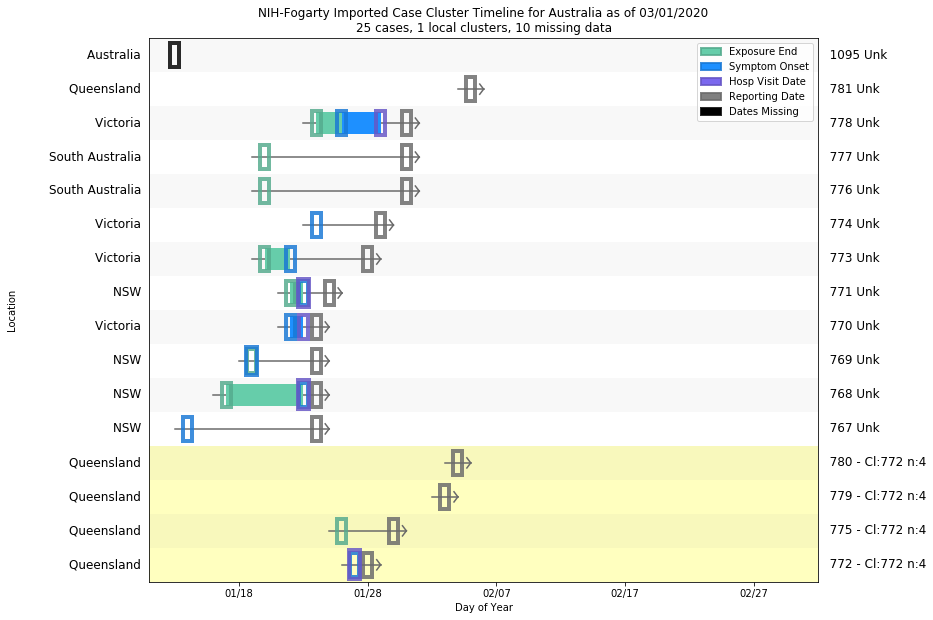 NIH-Fogarty Imported Case Cluster Timeline for Australia as of 03/01/2020
25 cases, 1 local clusters, 10 missing data
Exposure End
Symptom Onset
Hosp Visit Date
Reporting Date
Dates Missing
Location
Australia 1095 Unk
Queensland 781 Unk
Victoria 778 Unk
South Australia 777 Unk
South Australia 776 Unk
Victoria 774 Unk
Victoria 773 Unk
NSW 771 Unk
Victoria 770 Unk
NSW 769 Unk
NSW 768 Unk
NSW 767 Unk
Queensland 780 - Cl:772 n:4
Queensland 779 - Cl:772 n:4
Queensland 775 - Cl:772 n:4
Queensland 772 - Cl:772 n:4
01/18 01/28 02/07 02/17 02/27
Day of Year